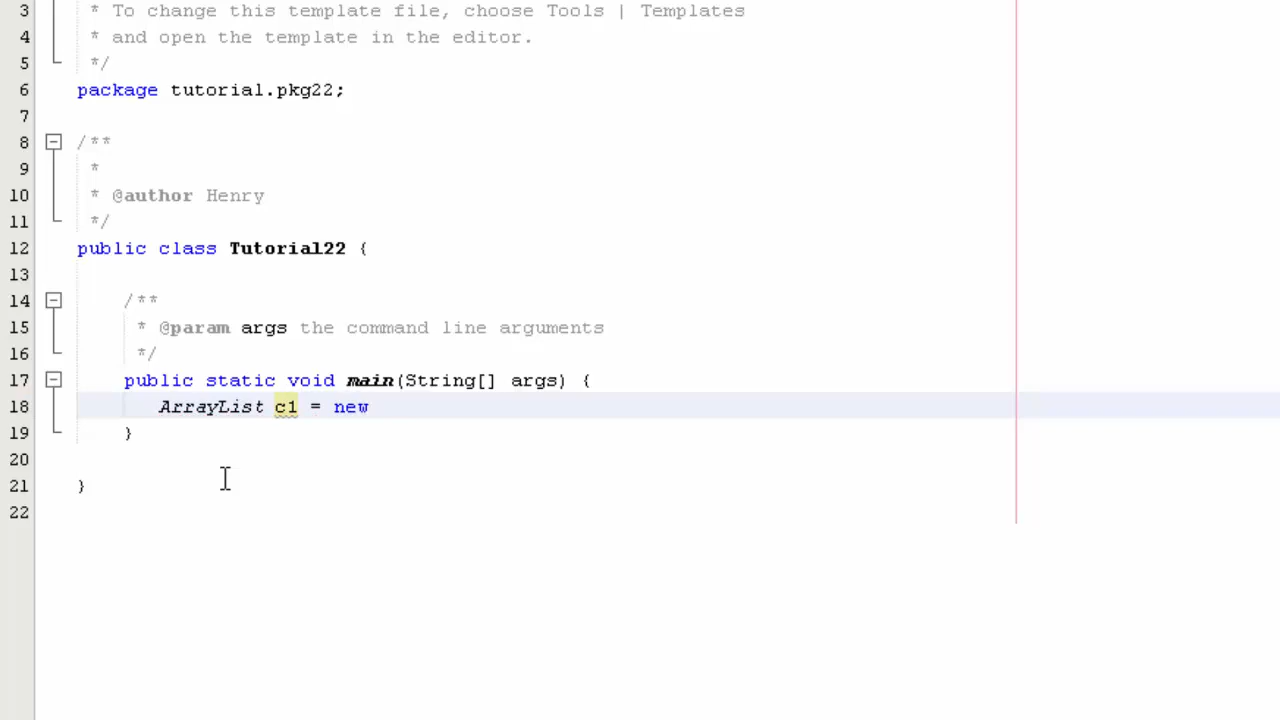 3 * To change this template file, choose Tools | Templates
4 * and open the template in the editor.
5 */
6 package tutorial.pkg22;
7
8 /**
9 *
10 * @author Henry
11 */
12 public class Tutorial22 {
13
14 /**
15 * @param args the command line arguments
16 */
17 public static void main(String[] args) {
18 ArrayList c1 = new
19 }
20
21 }
22